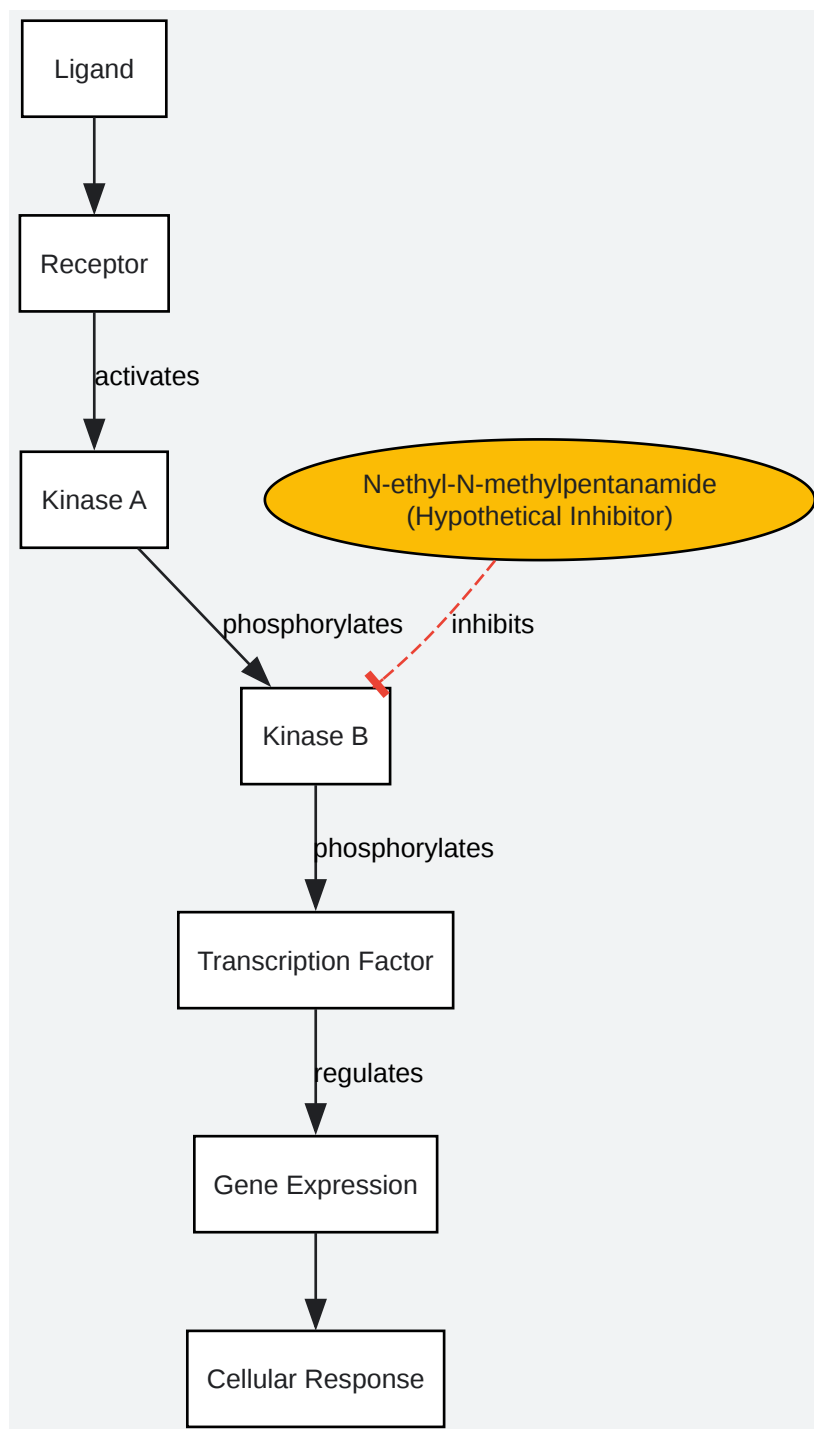 Ligand
Receptor
activates
Kinase A
N-ethyl-N-methylpentanamide
(Hypothetical Inhibitor)
phosphorylates
inhibits
Kinase B
phosphorylates
Transcription Factor
regulates
Gene Expression
Cellular Response